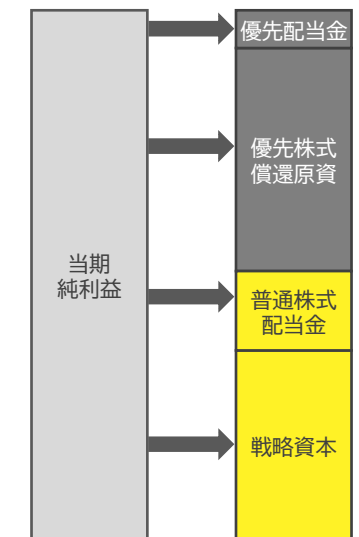 優先配当金
優先株式
償還原資
当期
純利益
普通株式
配当金
戦略資本